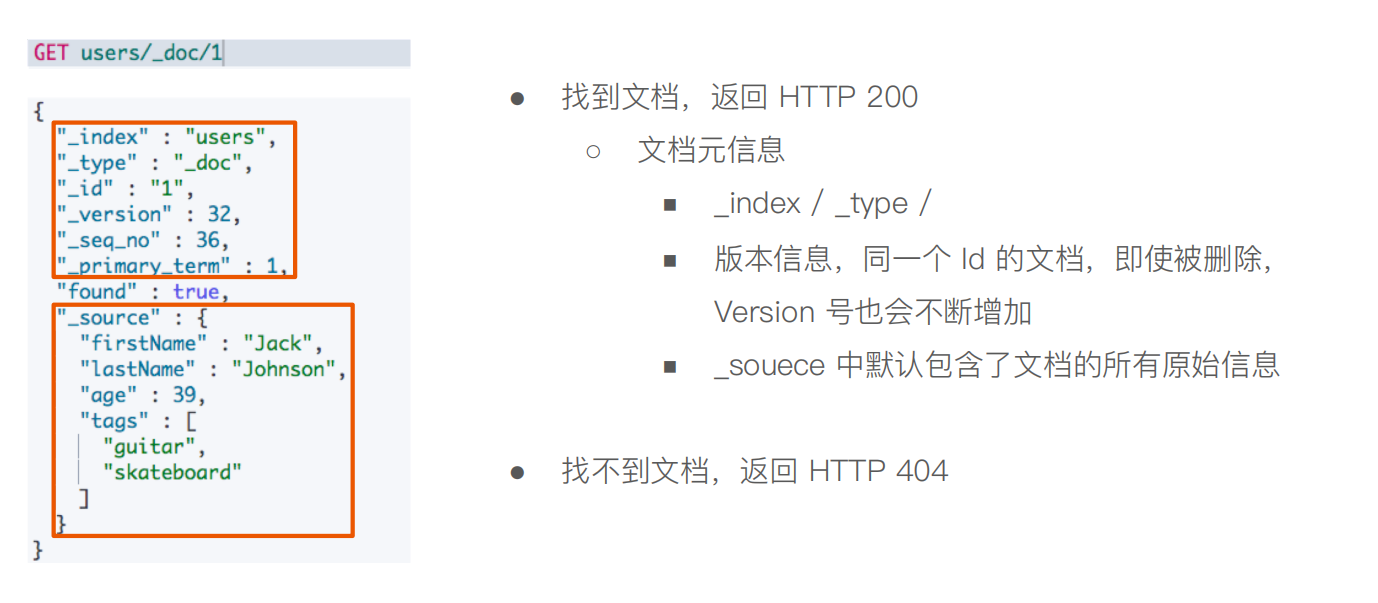 GET users/_doc/1
{
"_index" : "users",
"_type" : "_doc",
"_id" : "1",
"_version" : 32,
"_seq_no" : 36,
"_primary_term" : 1,
"found" : true,
"_source" : {
"firstName" : "Jack",
"lastName" : "Johnson",
"age" : 39,
"tags" : [
"guitar",
"skateboard"
]
}
}
● 找到文档，返回 HTTP 200
○ 文档元信息
■ _index / _type /
■ 版本信息，同一个 Id 的文档，即使被删除，
Version 号也会不断增加
■ _souece 中默认包含了文档的所有原始信息
● 找不到文档，返回 HTTP 404